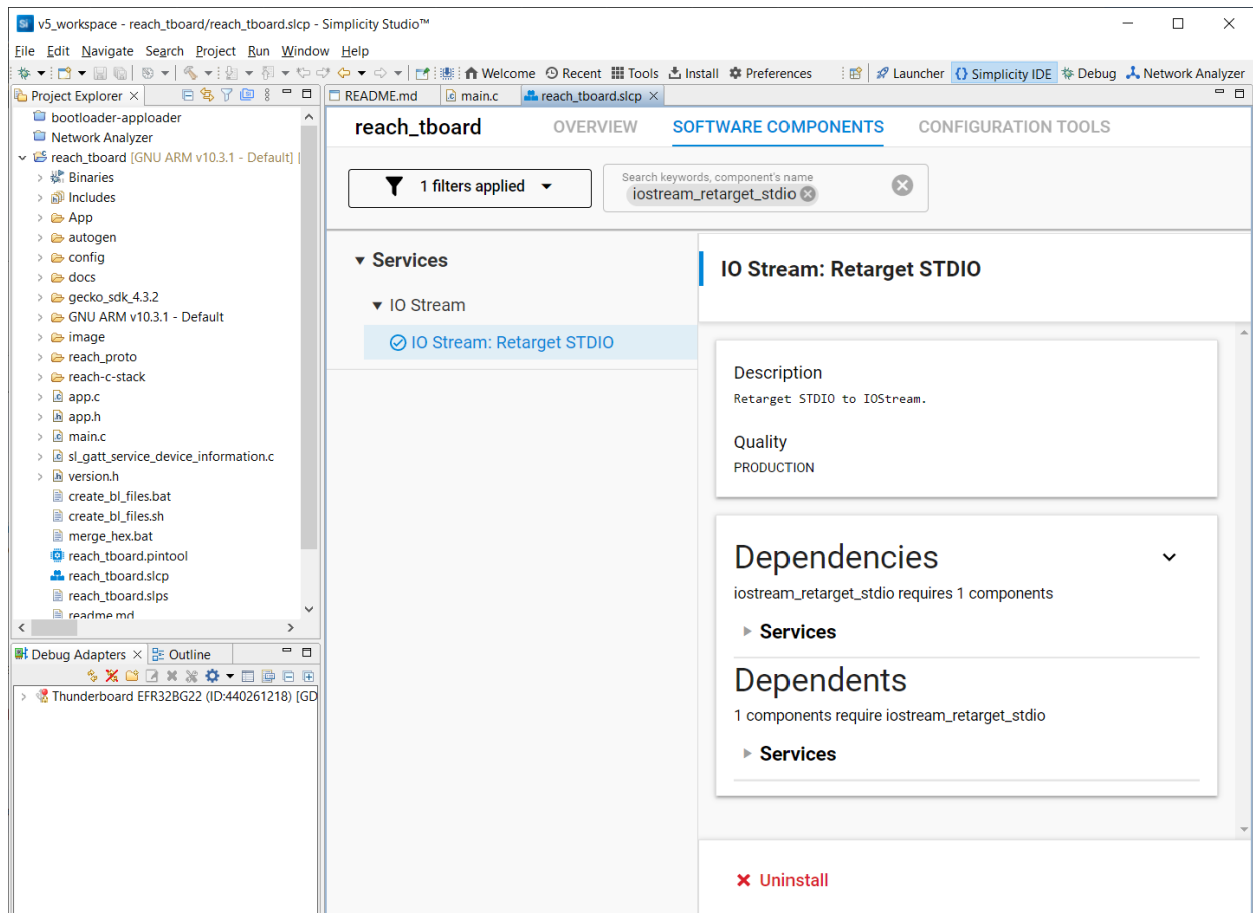 v5_workspace - reach_tboard/reach_tboard.slcp - Simplicity Studio™
File Edit Navigate Search Project Run Window Help
Welcome Recent Tools Install Preferences Launcher {} Simplicity IDE Debug Network Analyzer
Project Explorer
README.md main.c reach_tboard.slcp
bootloader-apploader
Network Analyzer
reach_tboard [GNU ARM v10.3.1 - Default] |
Binaries
Includes
App
autogen
config
docs
gecko_sdk_4.3.2
GNU ARM v10.3.1 - Default
image
reach_proto
reach-c-stack
app.c
app.h
main.c
sl_gatt_service_device_information.c
version.h
create_bl_files.bat
create_bl_files.sh
merge_hex.bat
reach_tboard.pintool
reach_tboard.slcp
reach_tboard.slps
readme.md
Debug Adapters Outline
Thunderboard EFR32BG22 (ID:440261218) [GD
reach_tboard OVERVIEW SOFTWARE COMPONENTS CONFIGURATION TOOLS
1 filters applied
Search keywords, component's name
iostream_retarget_stdio
Services
IO Stream
IO Stream: Retarget STDIO
IO Stream: Retarget STDIO
Description
Retarget STDIO to IOStream.
Quality
PRODUCTION
Dependencies
iostream_retarget_stdio requires 1 components
Services
Dependents
1 components require iostream_retarget_stdio
Services
Uninstall